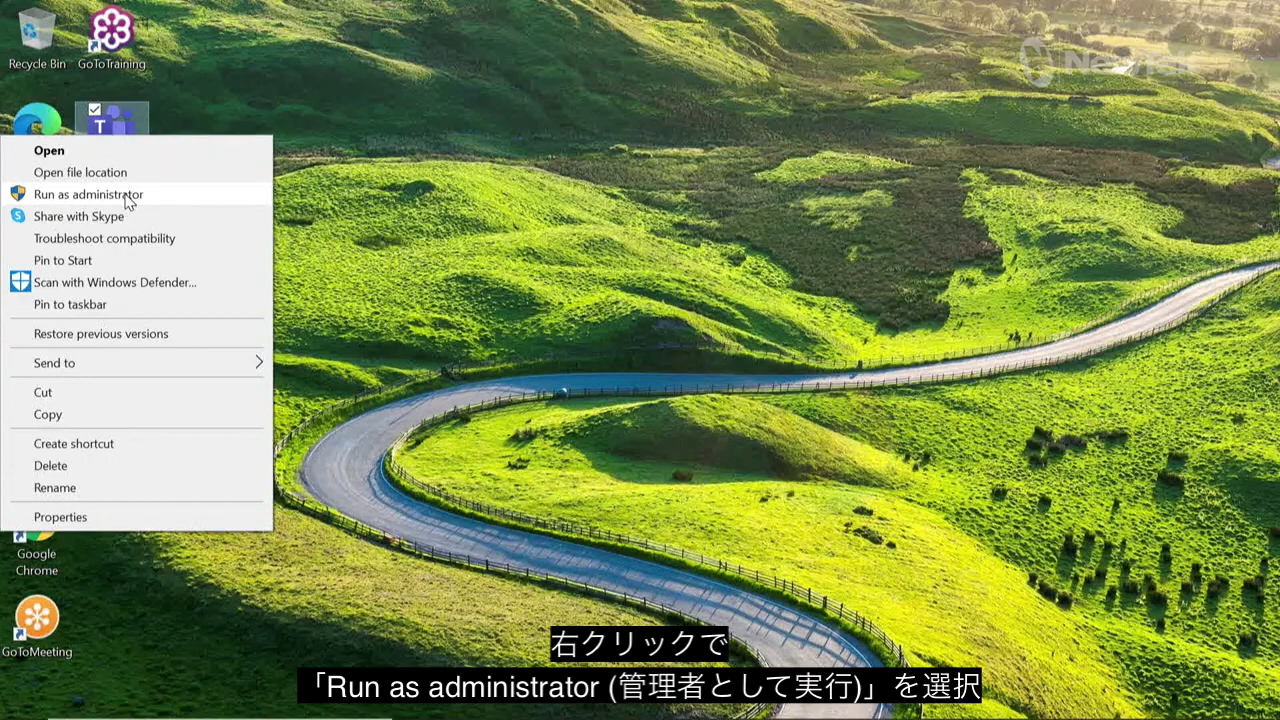 Recycle Bin
GoToTraining
T
Open
Open file location
Run as administrator
Share with Skype
Troubleshoot compatibility
Pin to Start
Scan with Windows Defender...
Pin to taskbar
Restore previous versions
Send to
Cut
Copy
Create shortcut
Delete
Rename
Properties
Google
Chrome
GoToMeeting
右クリックで
「Run as administrator (管理者として実行)」を選択